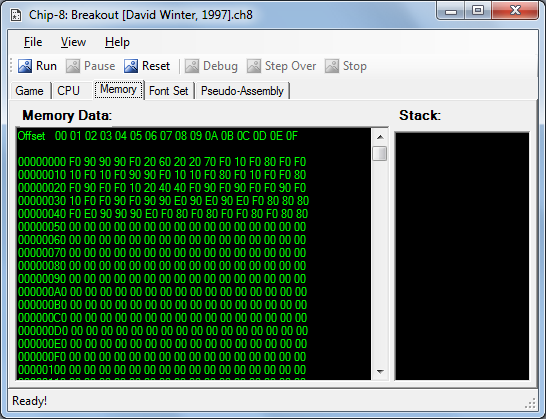 Chip-8: Breakout [David Winter, 1997].ch8
File View Help
Run Pause Reset Debug Step Over Stop
Game CPU Memory Font Set Pseudo-Assembly
Memory Data: Stack:
Offset 00 01 02 03 04 05 06 07 08 09 0A 0B 0C 0D 0E 0F
00000000 F0 90 90 90 F0 20 60 20 20 70 F0 10 F0 80 F0 F0
00000010 10 F0 10 F0 90 90 F0 10 10 F0 80 F0 10 F0 F0 80
00000020 F0 90 F0 F0 10 20 40 40 F0 90 F0 90 F0 F0 90 F0
00000030 10 F0 F0 90 F0 90 90 E0 90 E0 90 E0 F0 80 80 80
00000040 F0 E0 90 90 90 E0 F0 80 F0 80 F0 F0 80 F0 80 80
00000050 00 00 00 00 00 00 00 00 00 00 00 00 00 00 00 00
00000060 00 00 00 00 00 00 00 00 00 00 00 00 00 00 00 00
00000070 00 00 00 00 00 00 00 00 00 00 00 00 00 00 00 00
00000080 00 00 00 00 00 00 00 00 00 00 00 00 00 00 00 00
00000090 00 00 00 00 00 00 00 00 00 00 00 00 00 00 00 00
000000A0 00 00 00 00 00 00 00 00 00 00 00 00 00 00 00 00
000000B0 00 00 00 00 00 00 00 00 00 00 00 00 00 00 00 00
000000C0 00 00 00 00 00 00 00 00 00 00 00 00 00 00 00 00
000000D0 00 00 00 00 00 00 00 00 00 00 00 00 00 00 00 00
000000E0 00 00 00 00 00 00 00 00 00 00 00 00 00 00 00 00
000000F0 00 00 00 00 00 00 00 00 00 00 00 00 00 00 00 00
00000100 00 00 00 00 00 00 00 00 00 00 00 00 00 00 00 00
00000110 00 00 00 00 00 00 00 00 00 00 00 00 00 00 00 00
Ready!